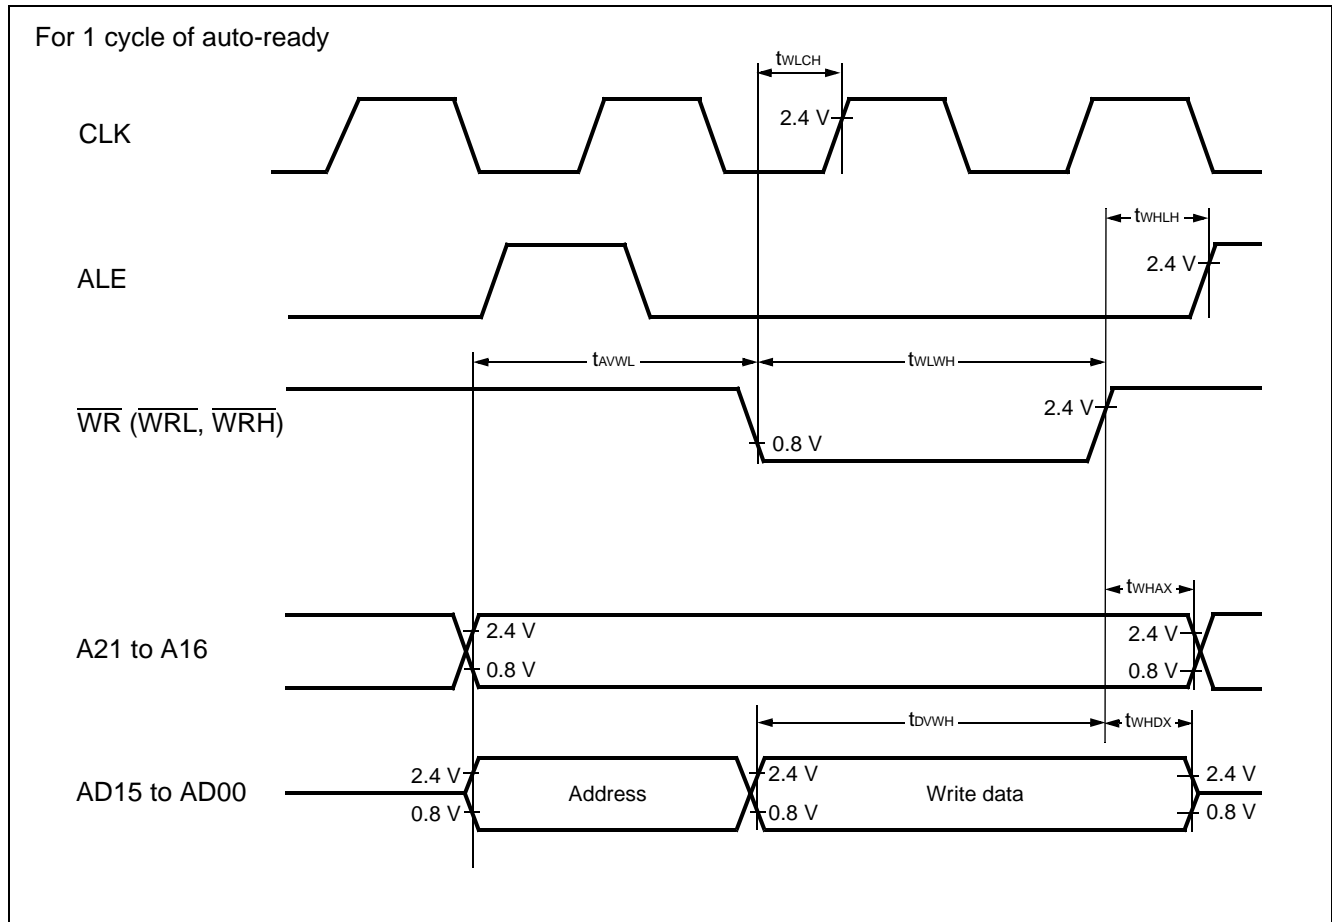 For 1 cycle of auto-ready
tWLCH
2.4 V
CLK
tWHLH
2.4 V
ALE
tAVWL
tWLWH
2.4 V
WR (WRL, WRH)
0.8 V
tWHAX
2.4 V
2.4 V
A21 to A16
0.8 V
0.8 V
tDVWH
tWHDX
2.4 V
2.4 V
2.4 V
AD15 to AD00
Address
Write data
0.8 V
0.8 V
0.8 V